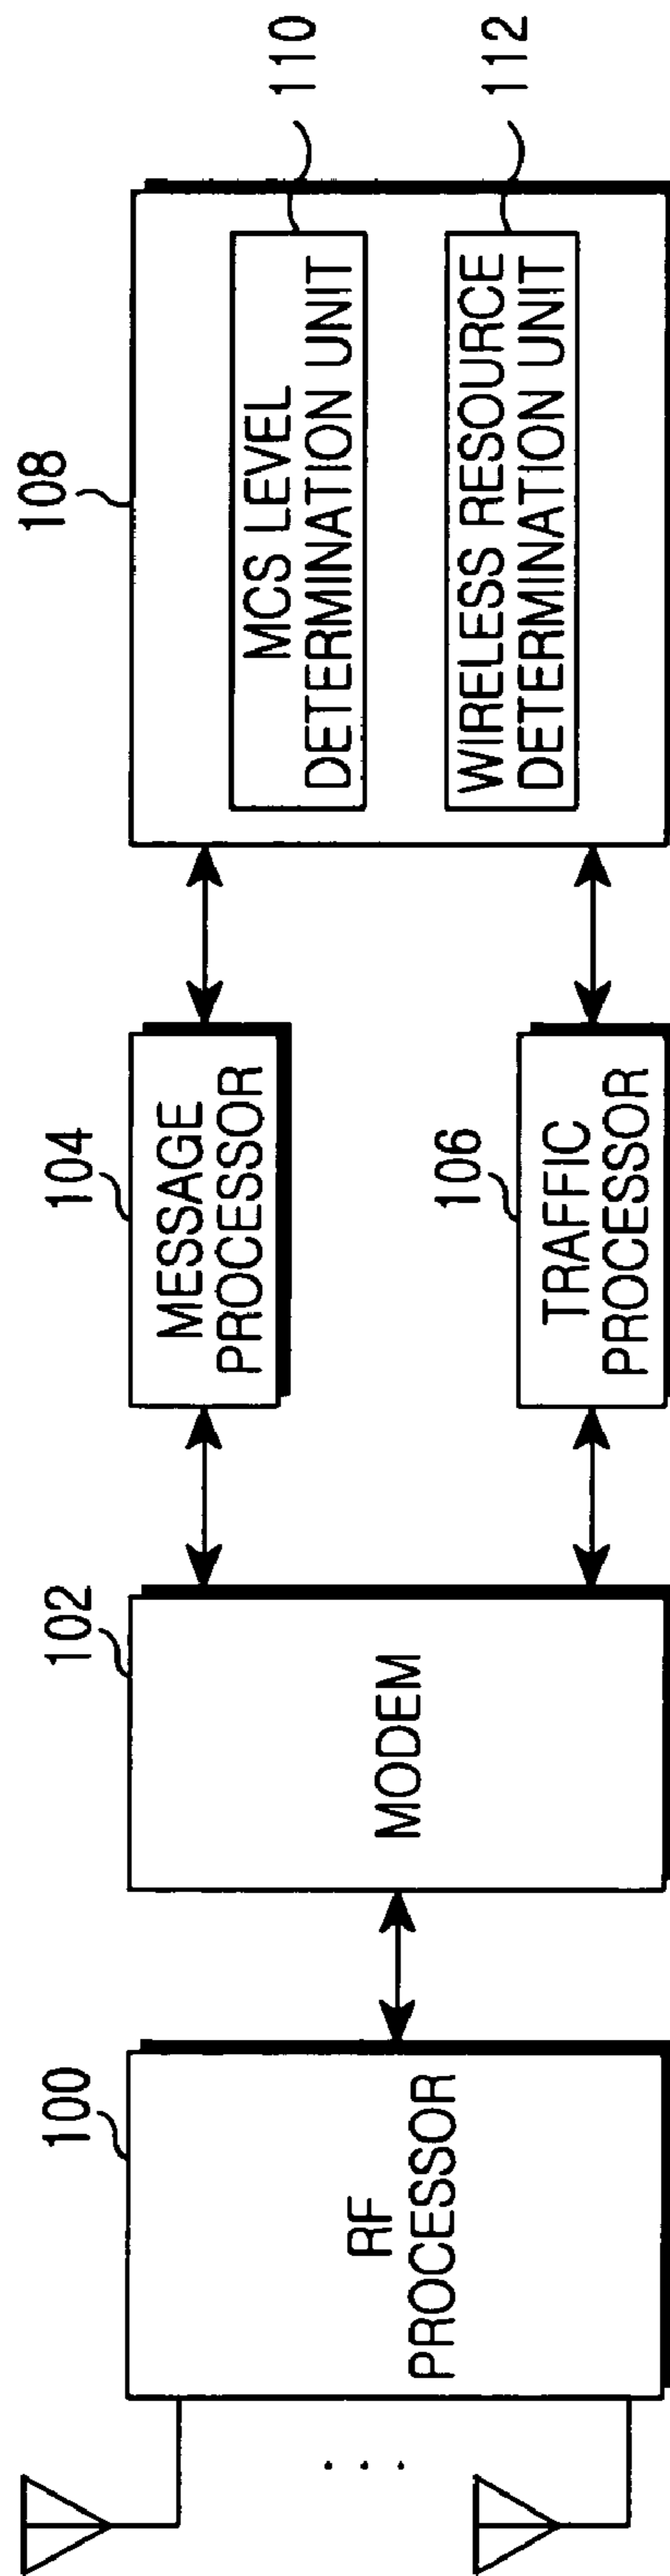 100
RF
PROCESSOR
102
MODEM
104
MESSAGE
PROCESSOR
106
TRAFFIC
PROCESSOR
108
MCS LEVEL
DETERMINATION UNIT
110
WIRELESS RESOURCE
DETERMINATION UNIT
112